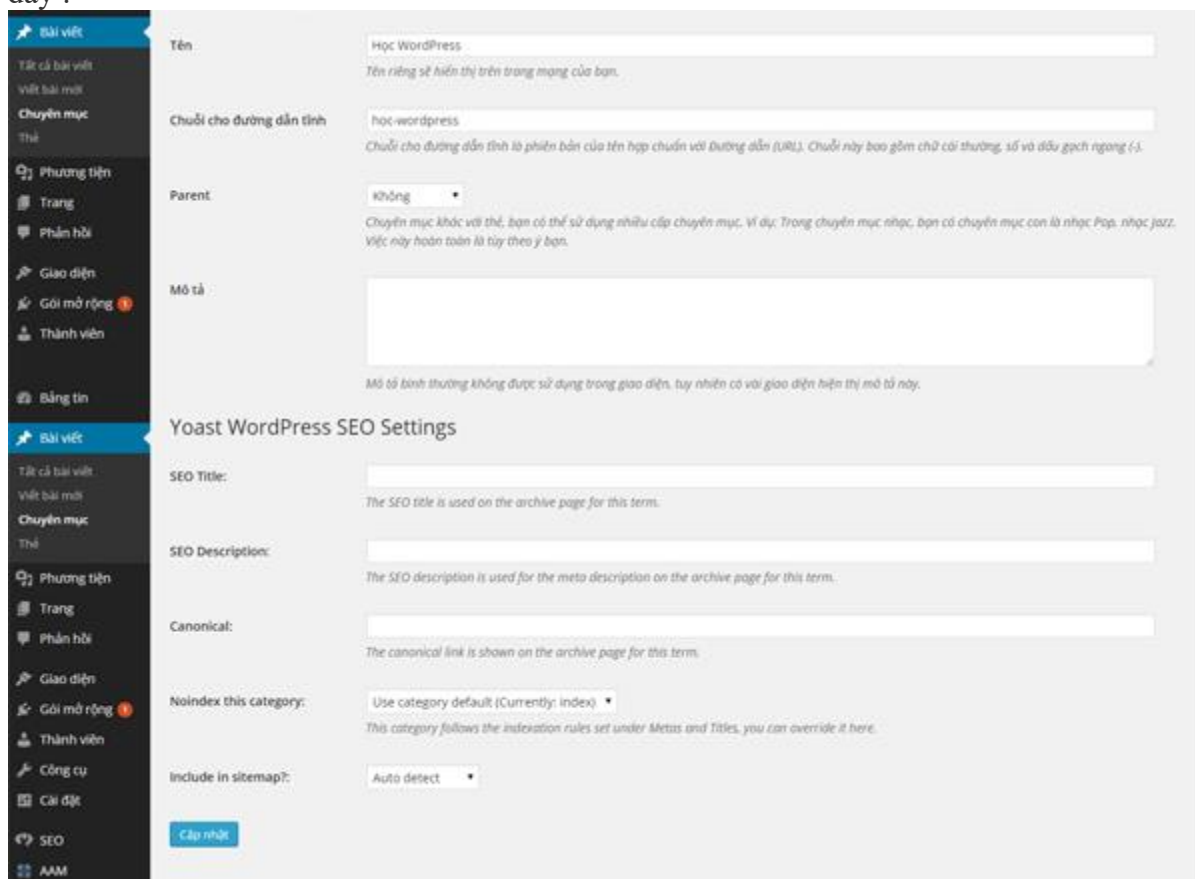 đây :
Bài viết
Tất cả bài viết
Viết bài mới
Chuyên mục
Thẻ
Phương tiện
Trang
Phản hồi
Giao diện
Gói mở rộng 1
Thành viên
Bảng tin
Bài viết
Tất cả bài viết
Viết bài mới
Chuyên mục
Thẻ
Phương tiện
Trang
Phản hồi
Giao diện
Gói mở rộng 1
Thành viên
Công cụ
Cài đặt
SEO
AAM
Tên
Học WordPress
Tên riêng sẽ hiển thị trên trang mạng của bạn.
Chuỗi cho đường dẫn tĩnh
hoc-wordpress
Chuỗi cho đường dẫn tĩnh là phiên bản của tên hợp chuẩn với Đường dẫn (URL). Chuỗi này bao gồm chữ cái thường, số và dấu gạch ngang (-).
Parent
Không
Chuyên mục khác với thẻ, bạn có thể sử dụng nhiều cấp chuyên mục. Ví dụ: Trong chuyên mục nhạc, bạn có chuyên mục con là nhạc Pop, nhạc Jazz.
Việc này hoàn toàn là tùy theo ý bạn.
Mô tả
Mô tả bình thường không được sử dụng trong giao diện, tuy nhiên có vài giao diện hiện thị mô tả này.
Yoast WordPress SEO Settings
SEO Title:
The SEO title is used on the archive page for this term.
SEO Description:
The SEO description is used for the meta description on the archive page for this term.
Canonical:
The canonical link is shown on the archive page for this term.
Noindex this category:
Use category default (Currently: index)
This category follows the indexation rules set under Metas and Titles, you can override it here.
Include in sitemap?:
Auto detect
Cập nhật